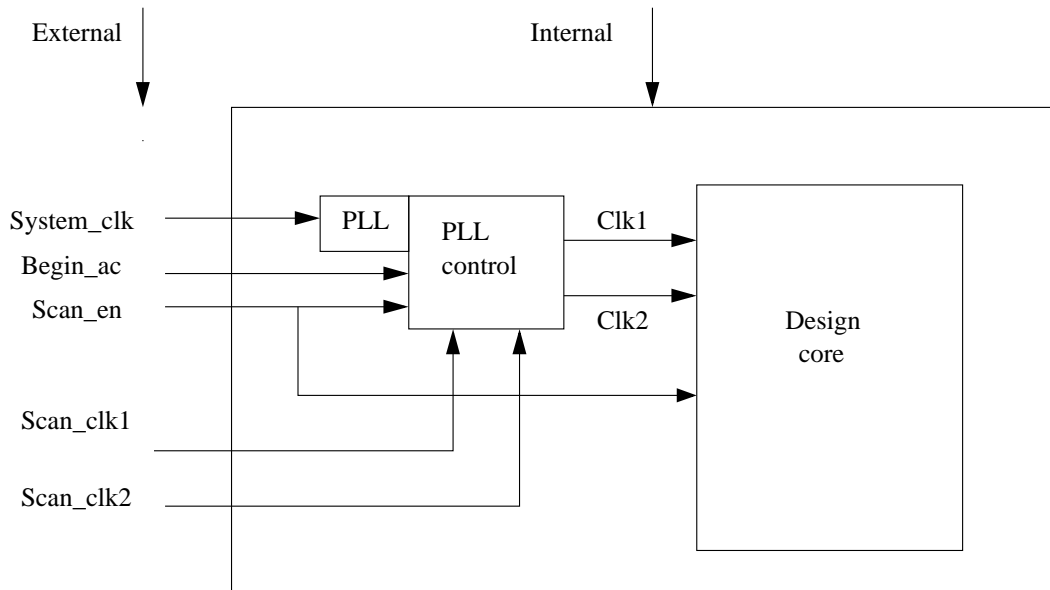 External
Internal
System_clk
PLL
PLL
control
Clk1
Begin_ac
Scan_en
Clk2
Design
core
Scan_clk1
Scan_clk2